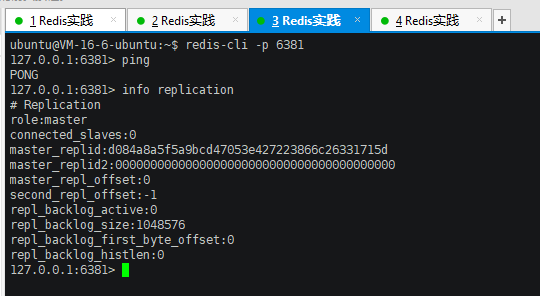 1 Redis实践
2 Redis实践
3 Redis实践
4 Redis实践
ubuntu@VM-16-6-ubuntu:~$ redis-cli -p 6381
127.0.0.1:6381> ping
PONG
127.0.0.1:6381> info replication
# Replication
role:master
connected_slaves:0
master_replid:d084a8a5f5a9bcd47053e427223866c26331715d
master_replid2:0000000000000000000000000000000000000000
master_repl_offset:0
second_repl_offset:-1
repl_backlog_active:0
repl_backlog_size:1048576
repl_backlog_first_byte_offset:0
repl_backlog_histlen:0
127.0.0.1:6381>